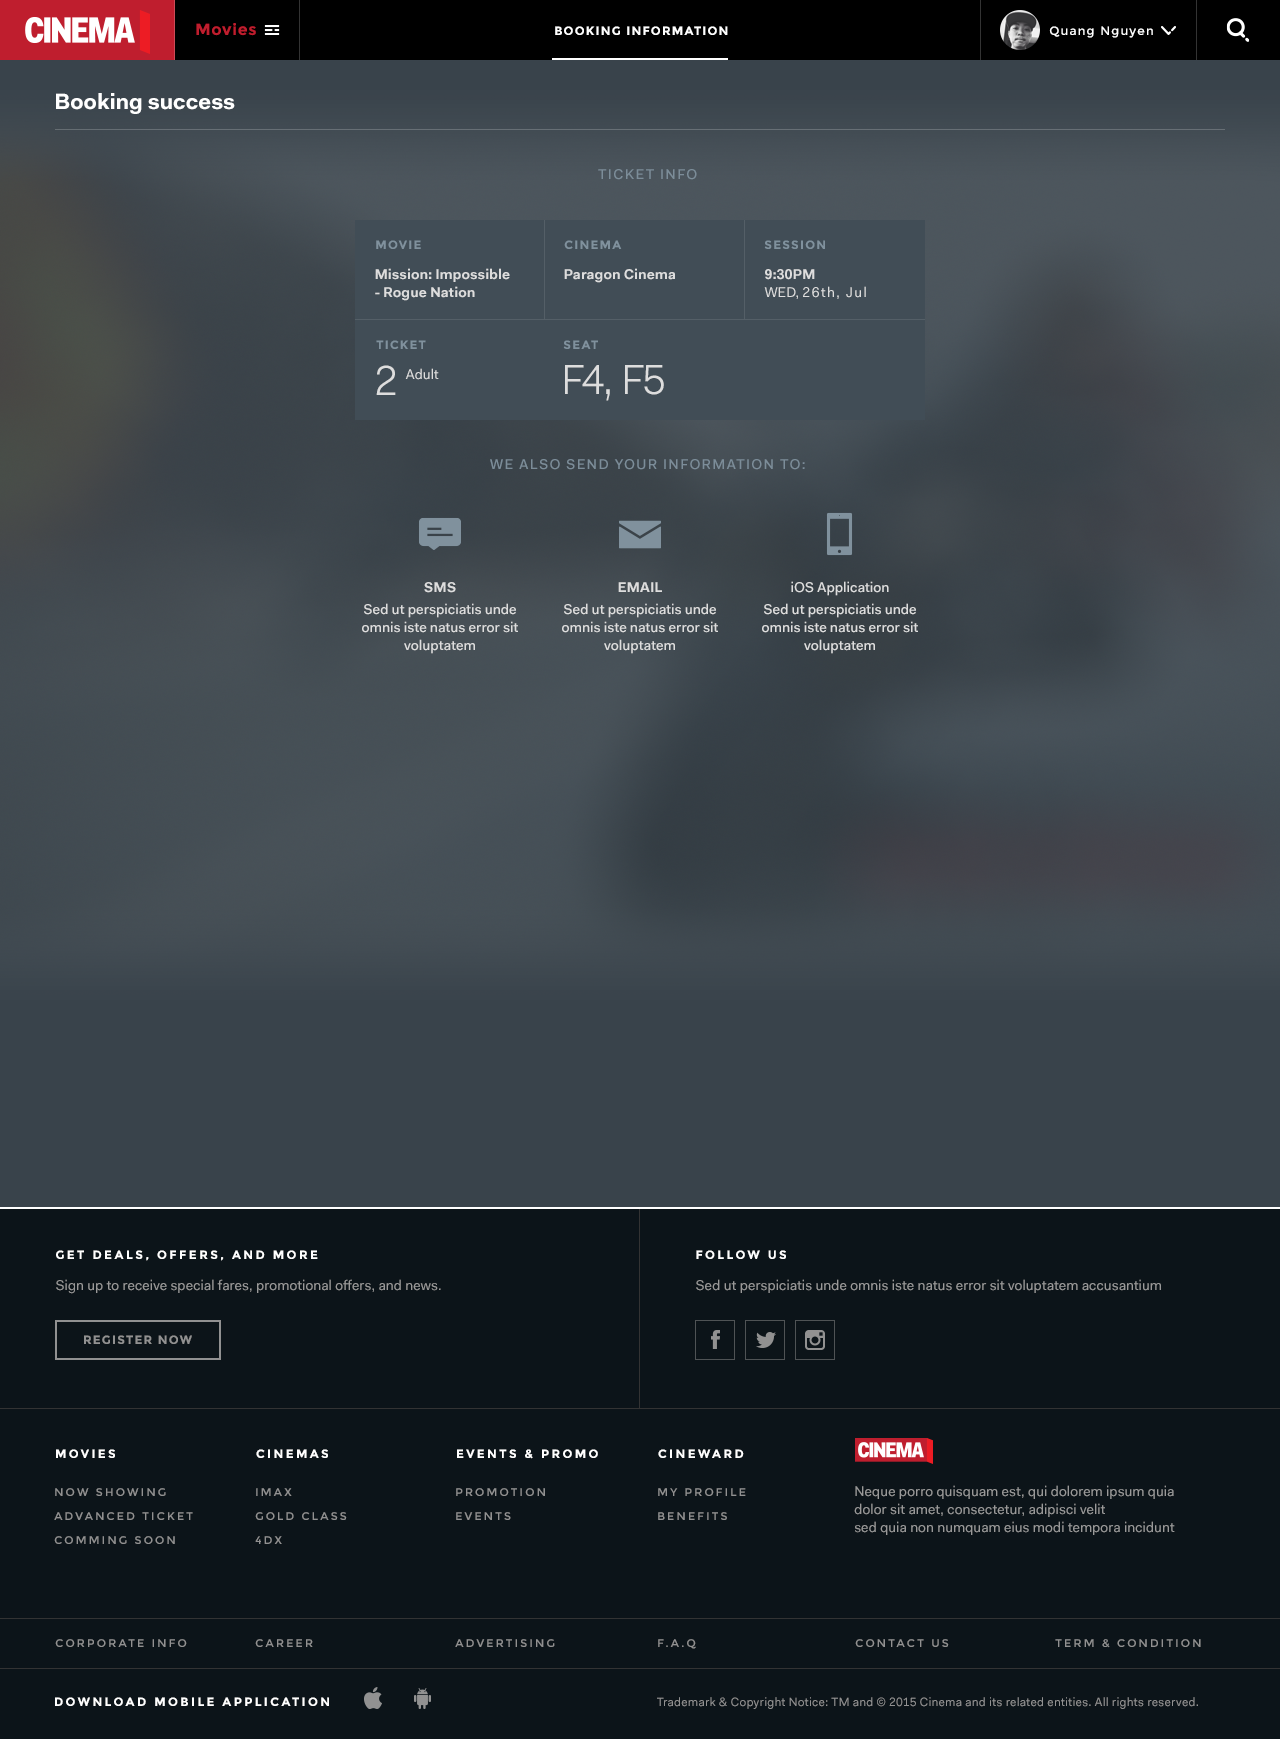 CINEMA
Movies
BOOKING INFORMATION
Quang Nguyen
Booking success
TICKET INFO
MOVIE
CINEMA
SESSION
Mission: Impossible
- Rogue Nation
Paragon Cinema
9:30PM
WED, 26th, Jul
TICKET
SEAT
2 Adult
F4, F5
WE ALSO SEND YOUR INFORMATION TO:
SMS
Sed ut perspiciatis unde
omnis iste natus error sit
voluptatem
EMAIL
Sed ut perspiciatis unde
omnis iste natus error sit
voluptatem
iOS Application
Sed ut perspiciatis unde
omnis iste natus error sit
voluptatem
GET DEALS, OFFERS, AND MORE
Sign up to receive special fares, promotional offers, and news.
REGISTER NOW
FOLLOW US
Sed ut perspiciatis unde omnis iste natus error sit voluptatem accusantium
MOVIES
NOW SHOWING
ADVANCED TICKET
COMMING SOON
CINEMAS
IMAX
GOLD CLASS
4DX
EVENTS & PROMO
PROMOTION
EVENTS
CINEWARD
MY PROFILE
BENEFITS
CINEMA
Neque porro quisquam est, qui dolorem ipsum quia
dolor sit amet, consectetur, adipisci velit
sed quia non numquam eius modi tempora incidunt
CORPORATE INFO
CAREER
ADVERTISING
F.A.Q
CONTACT US
TERM & CONDITION
DOWNLOAD MOBILE APPLICATION
Trademark & Copyright Notice: TM and © 2015 Cinema and its related entities. All rights reserved.